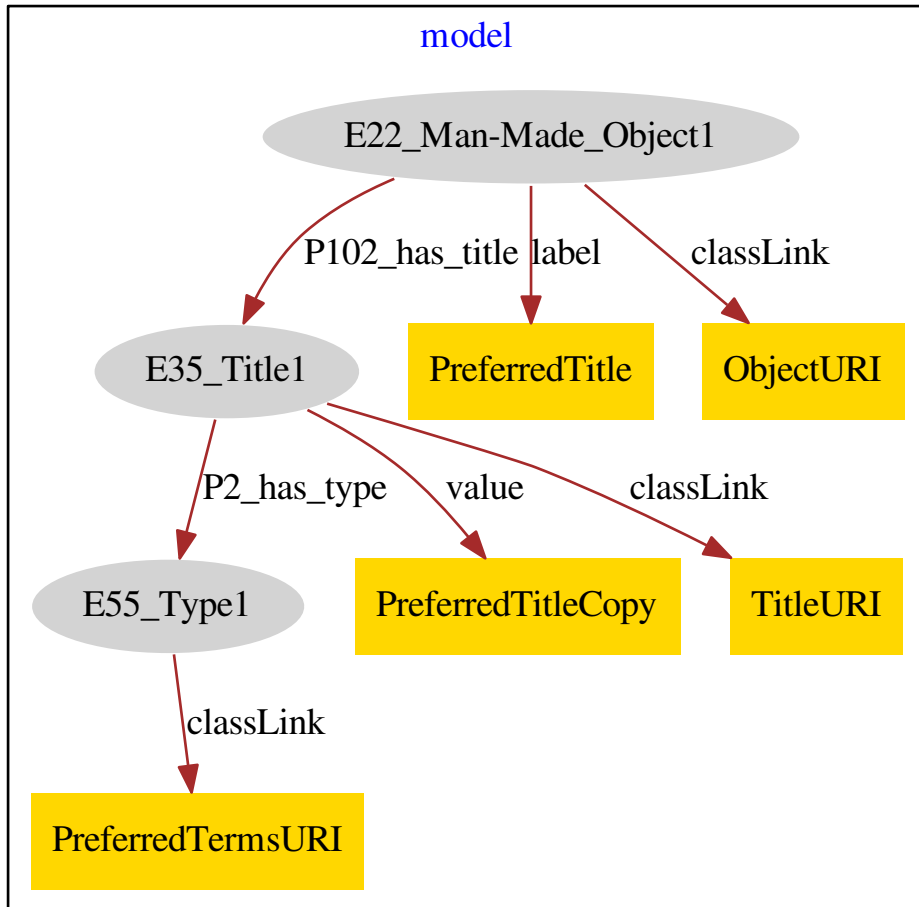 model
E22_Man-Made_Object1
P102_has_title
label
classLink
E35_Title1
PreferredTitle
ObjectURI
P2_has_type
value
classLink
E55_Type1
PreferredTitleCopy
TitleURI
classLink
PreferredTermsURI